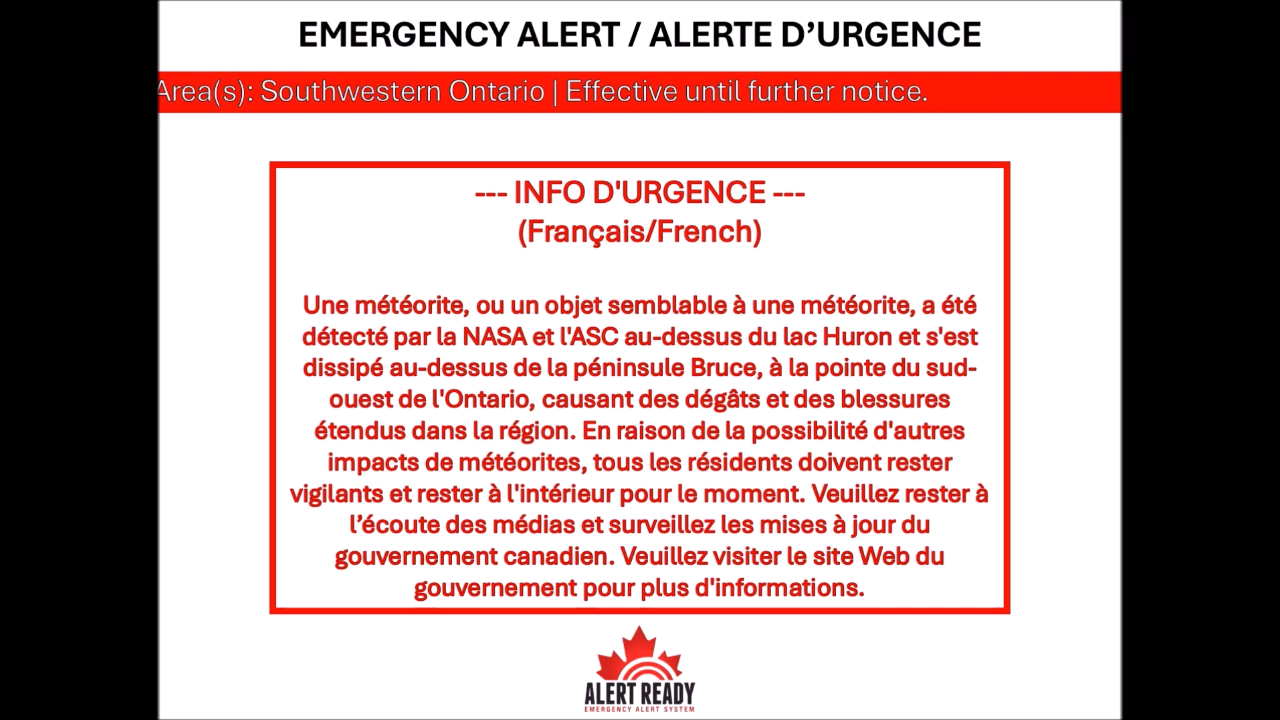 EMERGENCY ALERT / ALERTE D’URGENCE
Area(s): Southwestern Ontario | Effective until further notice.
--- INFO D'URGENCE ---
(Français/French)
Une météorite, ou un objet semblable à une météorite, a été
détecté par la NASA et l'ASC au-dessus du lac Huron et s'est
dissipé au-dessus de la péninsule Bruce, à la pointe du sud-
ouest de l'Ontario, causant des dégâts et des blessures
étendus dans la région. En raison de la possibilité d'autres
impacts de météorites, tous les résidents doivent rester
vigilants et rester à l'intérieur pour le moment. Veuillez rester à
l’écoute des médias et surveillez les mises à jour du
gouvernement canadien. Veuillez visiter le site Web du
gouvernement pour plus d'informations.
ALERT READY
EMERGENCY ALERT SYSTEM